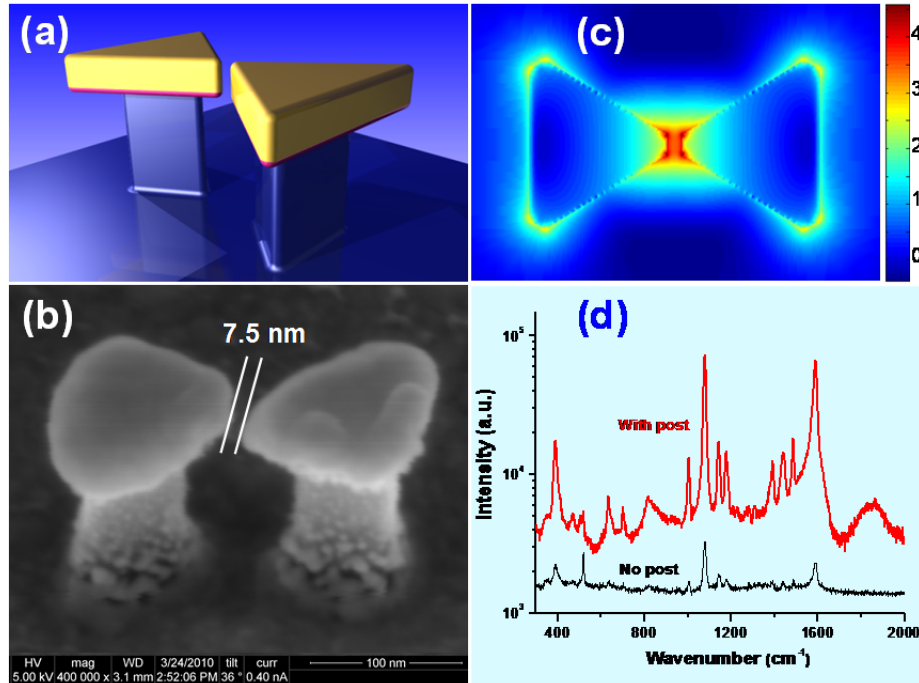 (a)
(b)
7.5 nm
HV mag WD 3/24/2010 tilt curr
5.00 kV 400 000 x 3.1 mm 2:52:06 PM 36 ° 0.40 nA
100 nm
(c)
4
3
2
1
0
(d)
Intensity (a.u.)
10⁵
10⁴
10³
With post
No post
400 800 1200 1600 2000
Wavenumber (cm⁻¹)